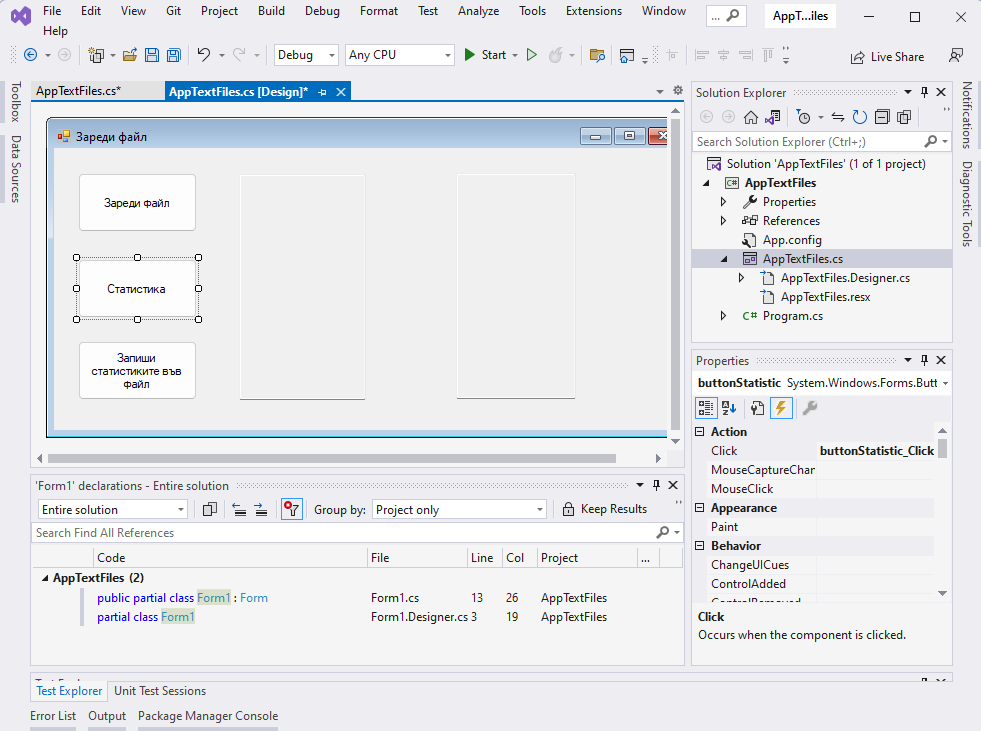 File Edit View Git Project Build Debug Format Test Analyze Tools Extensions Window ... AppT...iles
Help
Debug Any CPU Start Live Share
Toolbox
Data Sources
AppTextFiles.cs* AppTextFiles.cs [Design]*
Зареди файл
Зареди файл
Статистика
Запиши
статистиките във
файл
'Form1' declarations - Entire solution
Entire solution Group by: Project only Keep Results
Search Find All References
Code File Line Col Project ...
AppTextFiles (2)
public partial class Form1 : Form Form1.cs 13 26 AppTextFiles
partial class Form1 Form1.Designer.cs 3 19 AppTextFiles
Test Explorer Unit Test Sessions
Error List Output Package Manager Console
Solution Explorer
Search Solution Explorer (Ctrl+;)
Solution 'AppTextFiles' (1 of 1 project)
C# AppTextFiles
Properties
References
App.config
AppTextFiles.cs
AppTextFiles.Designer.cs
AppTextFiles.resx
C# Program.cs
Properties
buttonStatistic System.Windows.Forms.Butt
Action
Click buttonStatistic_Click
MouseCaptureChan
MouseClick
Appearance
Paint
Behavior
ChangeUICues
ControlAdded
Click
Occurs when the component is clicked.
Notifications
Diagnostic Tools